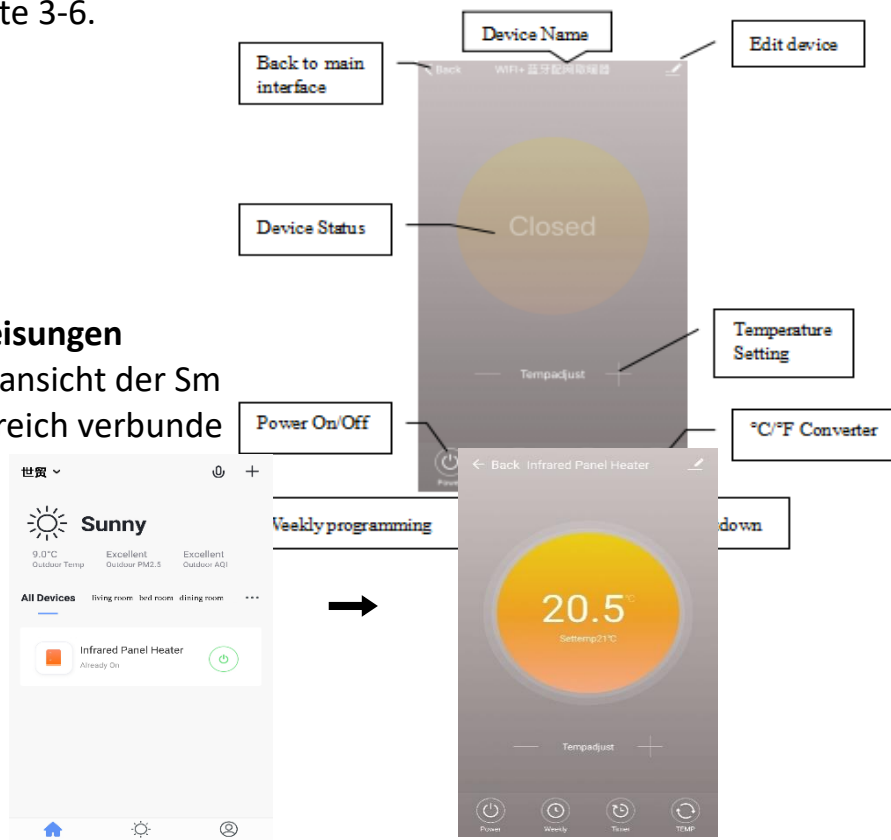 te 3-6.
Device Name
Edit device
Back to main
interface
Back
WIFI+蓝牙配网取暖器
Device Status
Closed
eisungen
ansicht der Sm
reich verbunde
Temperature
Setting
Tempadjust
Power On/Off
°C/°F Converter
Power
Weekly programming
down
世贸
Sunny
9.0°C
Outdoor Temp
Excellent
Outdoor PM2.5
Excellent
Outdoor AQI
All Devices living room bed room dining room
Infrared Panel Heater
Already On
← Back Infrared Panel Heater
20.5°C
Settemp21°C
Tempadjust
Power Weekly Timer TEMP